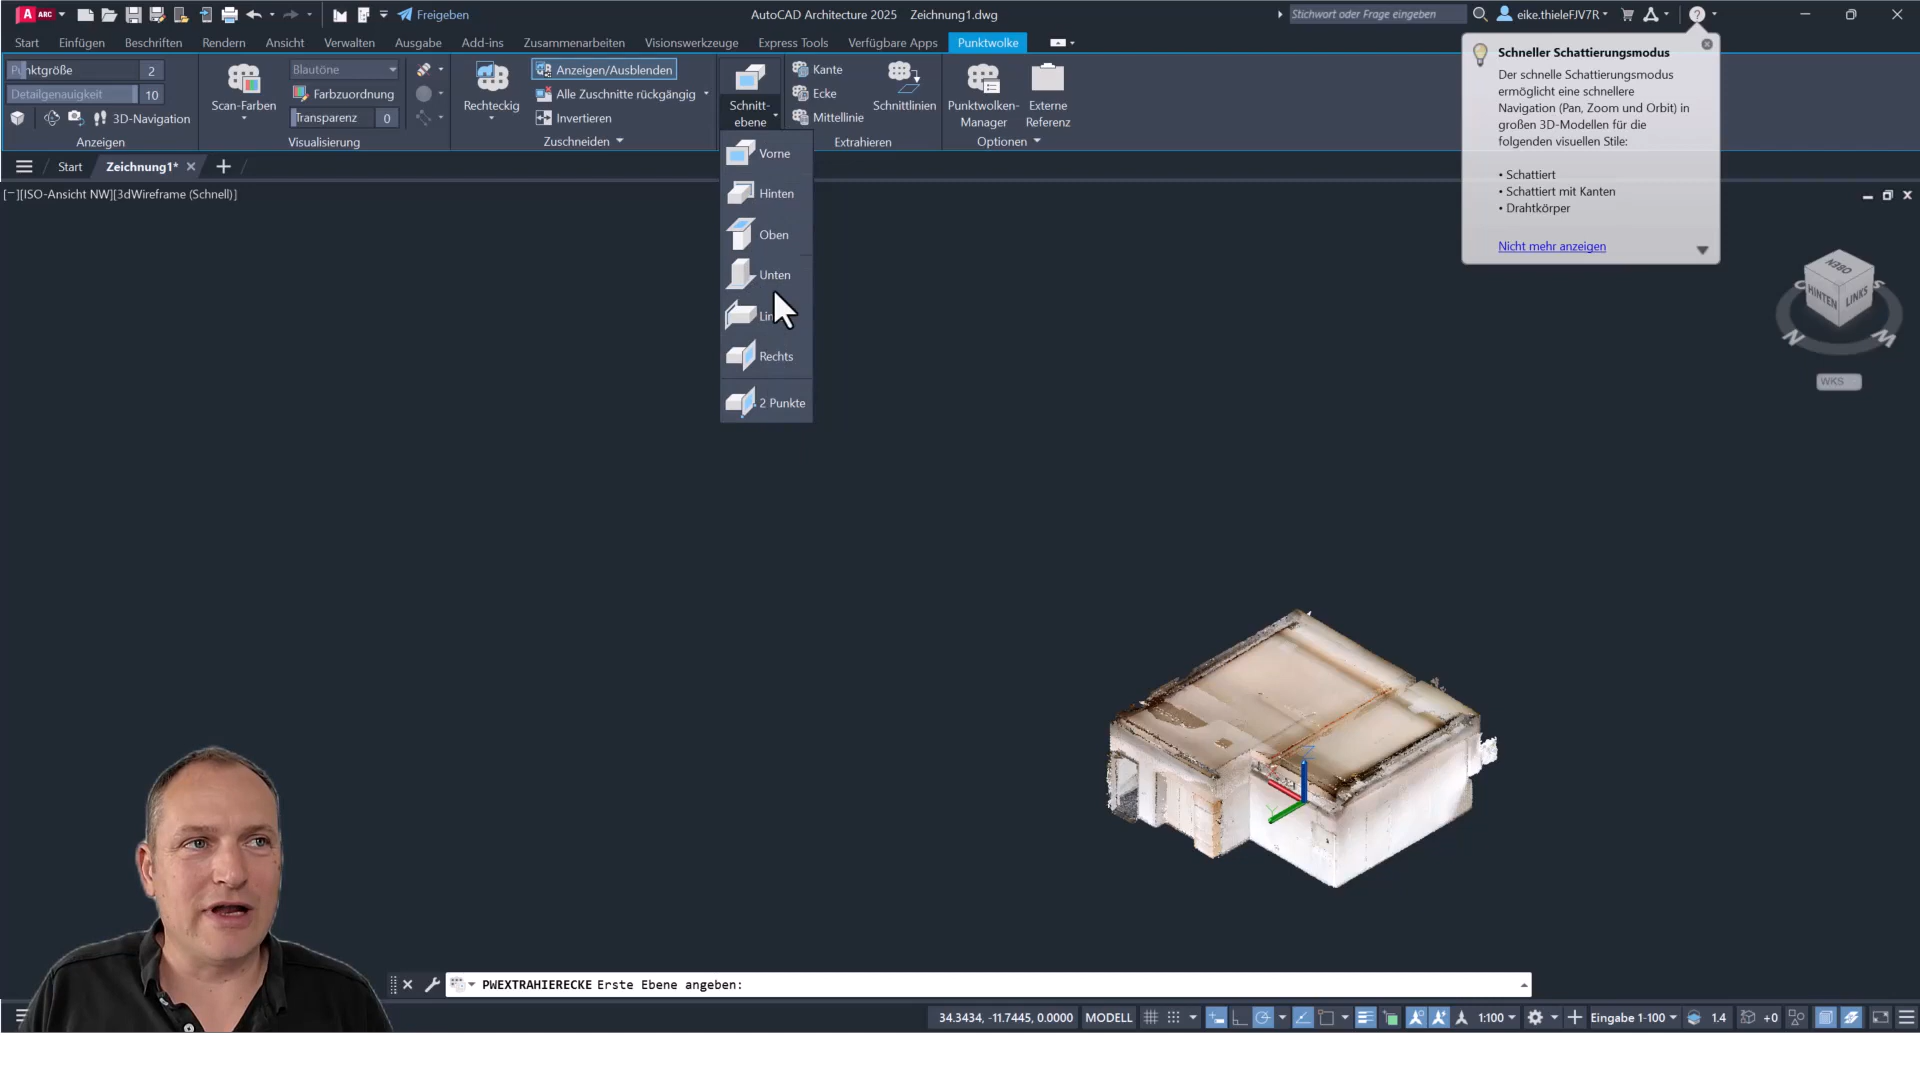 ARC
Freigeben
AutoCAD Architecture 2025 Zeichnung1.dwg
Stichwort oder Frage eingeben
eike.thieleFJV7R
Start Einfügen Beschriften Rendern Ansicht Verwalten Ausgabe Add-ins Zusammenarbeiten Visionswerkzeuge Express Tools Verfügbare Apps Punktwolke
Punktgröße 2
Detailgenauigkeit 10
3D-Navigation
Anzeigen
Scan-Farben
Blautöne
Farbzuordnung
Transparenz 0
Visualisierung
Rechteckig
Anzeigen/Ausblenden
Alle Zuschnitte rückgängig
Invertieren
Zuschneiden
Schnitt-
ebene
Kante
Ecke
Mittellinie
Schnittlinien
Extrahieren
Punktwolken-
Manager
Externe
Referenz
Optionen
Start Zeichnung1*
[−][ISO-Ansicht NW][3dWireframe (Schnell)]
Vorne
Hinten
Oben
Unten
Rechts
2 Punkte
Schneller Schattierungsmodus
Der schnelle Schattierungsmodus
ermöglicht eine schnellere
Navigation (Pan, Zoom und Orbit) in
großen 3D-Modellen für die
folgenden visuellen Stile:
• Schattiert
• Schattiert mit Kanten
• Drahtkörper
Nicht mehr anzeigen
OBEN
HINTEN
LINKS
N
W
WKS
Z
Y
PWEXTRAHIERECKE Erste Ebene angeben:
34.3434, -11.7445, 0.0000 MODELL 1:100 Eingabe 1-100 1.4 +0